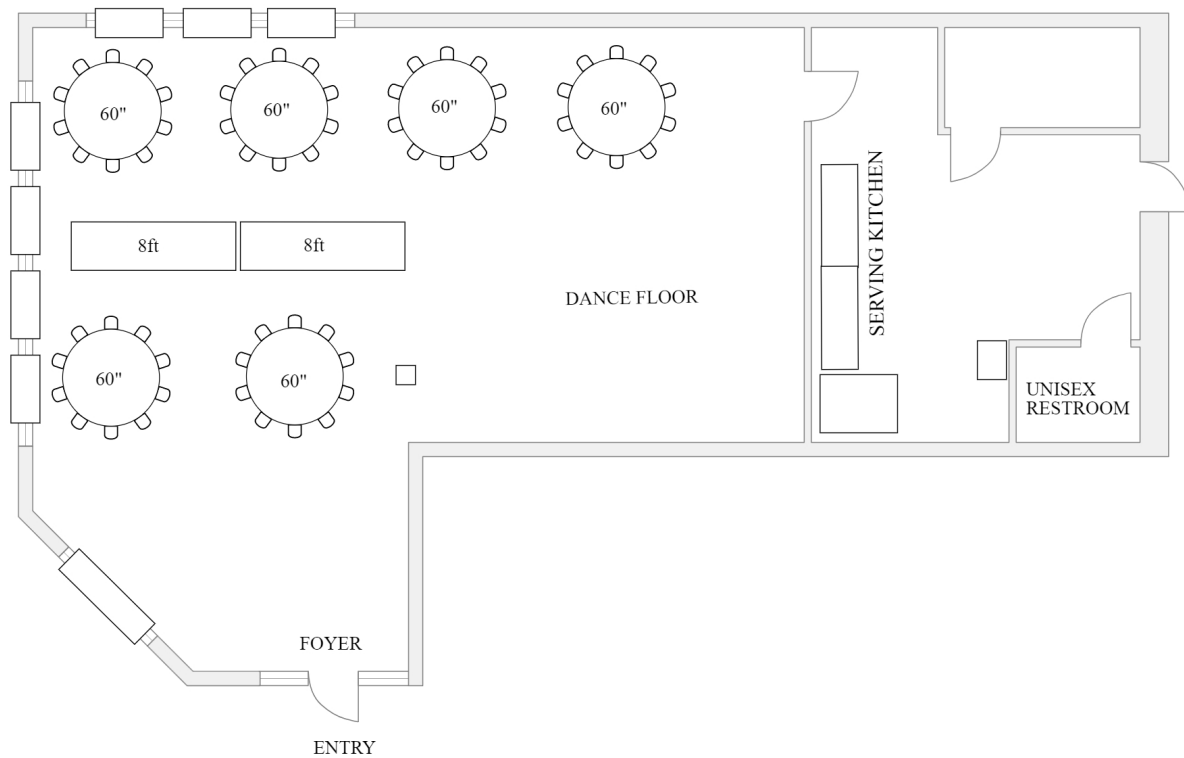 60"
60"
60"
60"
SERVING KITCHEN
8ft
8ft
DANCE FLOOR
60"
60"
UNISEX
RESTROOM
FOYER
ENTRY